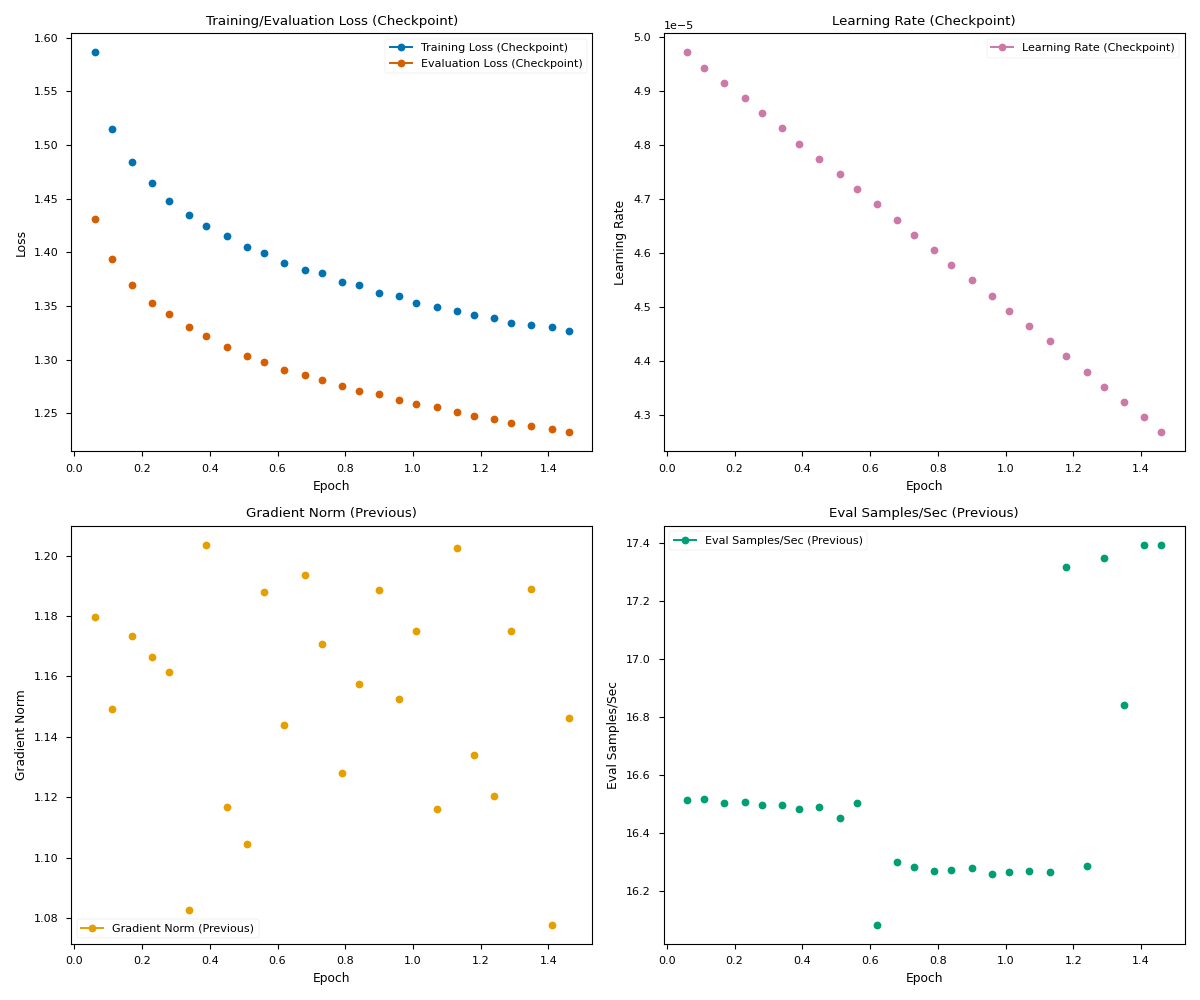 Training/Evaluation Loss (Checkpoint)
1.60
1.55
1.50
1.45
1.40
1.35
1.30
1.25
Loss
Training Loss (Checkpoint)
Evaluation Loss (Checkpoint)
0.0 0.2 0.4 0.6 0.8 1.0 1.2 1.4
Epoch
Learning Rate (Checkpoint)
1e−5
5.0
4.9
4.8
4.7
4.6
4.5
4.4
4.3
Learning Rate
Learning Rate (Checkpoint)
0.0 0.2 0.4 0.6 0.8 1.0 1.2 1.4
Epoch
Gradient Norm (Previous)
1.20
1.18
1.16
1.14
1.12
1.10
1.08
Gradient Norm
Gradient Norm (Previous)
0.0 0.2 0.4 0.6 0.8 1.0 1.2 1.4
Epoch
Eval Samples/Sec (Previous)
17.4
17.2
17.0
16.8
16.6
16.4
16.2
Eval Samples/Sec
Eval Samples/Sec (Previous)
0.0 0.2 0.4 0.6 0.8 1.0 1.2 1.4
Epoch